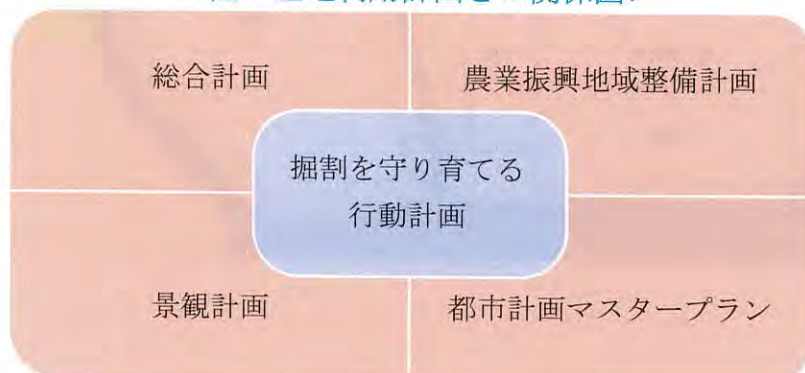 総合計画
農業振興地域整備計画
掘割を守り育てる
行動計画
景観計画
都市計画マスタープラン